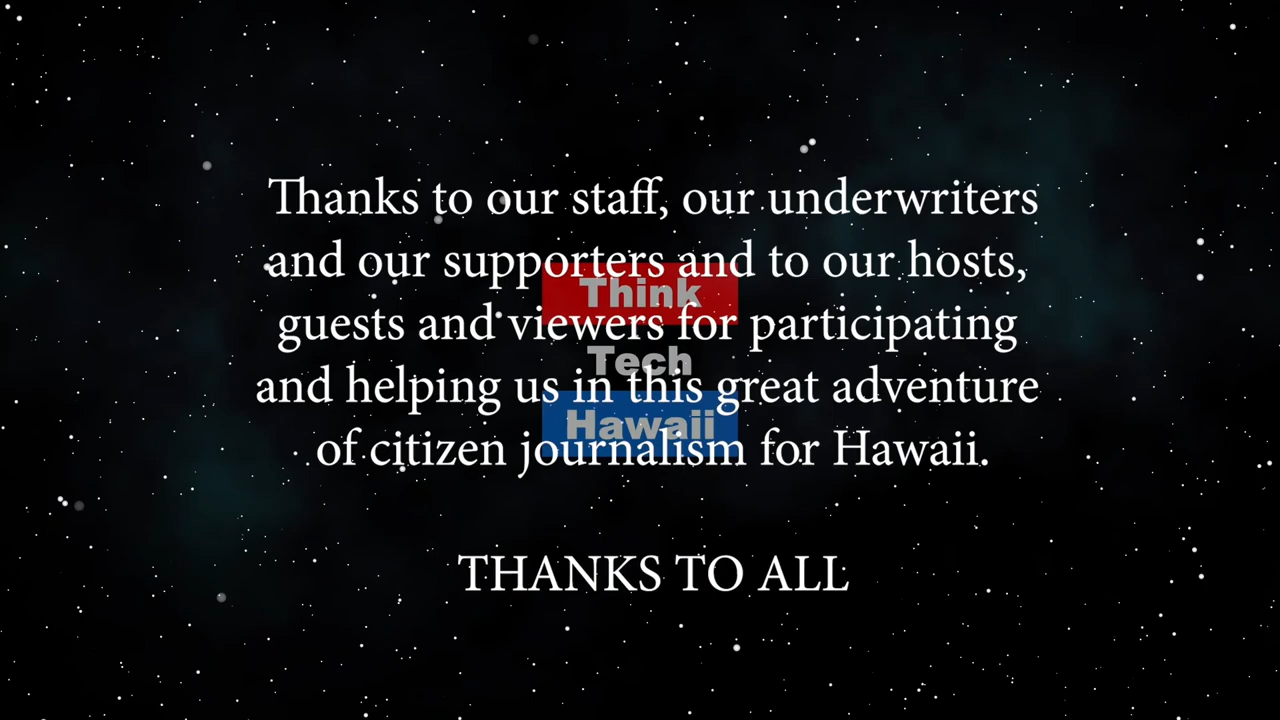 Thanks to our staff, our underwriters
and our supporters and to our hosts,
Think
guests and viewers for participating
Tech
and helping us in this great adventure
Hawaii
of citizen journalism for Hawaii.
THANKS TO ALL